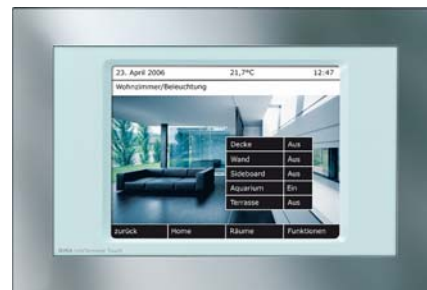 23. April 2006 21,7°C 12:47
Wohnzimmer/Beleuchtung
Decke Aus
Wand Aus
Sideboard Aus
Aquarium Ein
Terrasse Aus
zurück Home Räume Funktionen